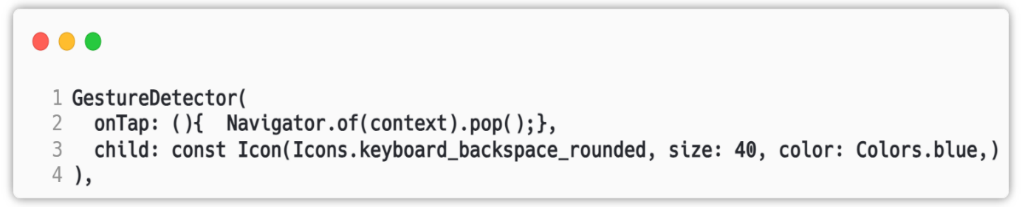 1 GestureDetector(
2   onTap: (){  Navigator.of(context).pop();},
3   child: const Icon(Icons.keyboard_backspace_rounded, size: 40, color: Colors.blue,)
4 ),